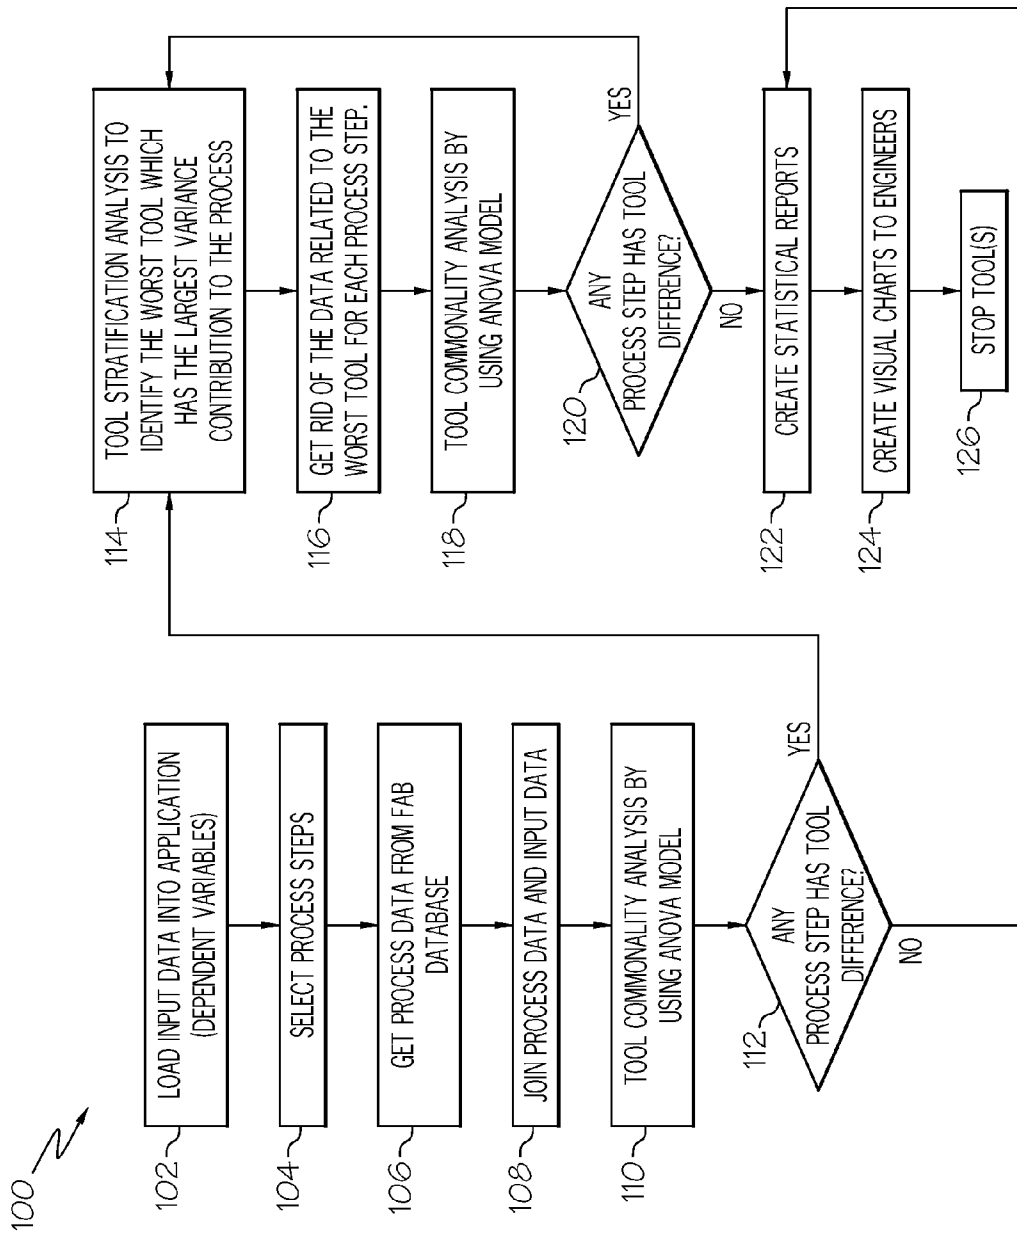 100
LOAD INPUT DATA INTO APPLICATION
(DEPENDENT VARIABLES)
102
SELECT PROCESS STEPS
104
GET PROCESS DATA FROM FAB
DATABASE
106
JOIN PROCESS DATA AND INPUT DATA
108
TOOL COMMONALITY ANALYSIS BY
USING ANOVA MODEL
110
ANY
PROCESS STEP HAS TOOL
DIFFERENCE?
112
YES
NO
TOOL STRATIFICATION ANALYSIS TO
IDENTIFY THE WORST TOOL WHICH
HAS THE LARGEST VARIANCE
CONTRIBUTION TO THE PROCESS
114
GET RID OF THE DATA RELATED TO THE
WORST TOOL FOR EACH PROCESS STEP.
116
TOOL COMMONALITY ANALYSIS BY
USING ANOVA MODEL
118
ANY
PROCESS STEP HAS TOOL
DIFFERENCE?
120
YES
NO
CREATE STATISTICAL REPORTS
122
CREATE VISUAL CHARTS TO ENGINEERS
124
STOP TOOL(S)
126